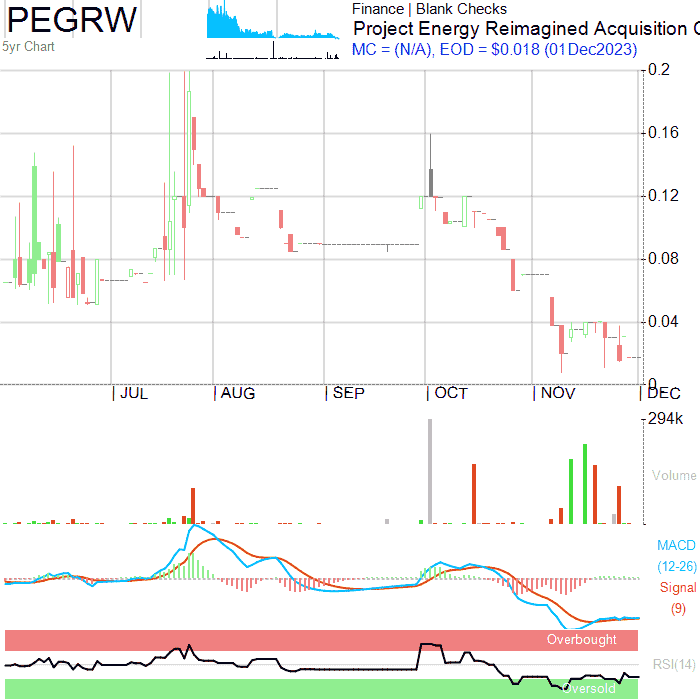 PEGRW
5yr Chart
Finance | Blank Checks
Project Energy Reimagined Acquisition C
MC = (N/A), EOD = $0.018 (01Dec2023)
0.2
0.16
0.12
0.08
0.04
0
| JUL | AUG | SEP | OCT | NOV | DEC
294k
Volume
MACD
(12-26)
Signal
(9)
Overbought
RSI(14)
Oversold